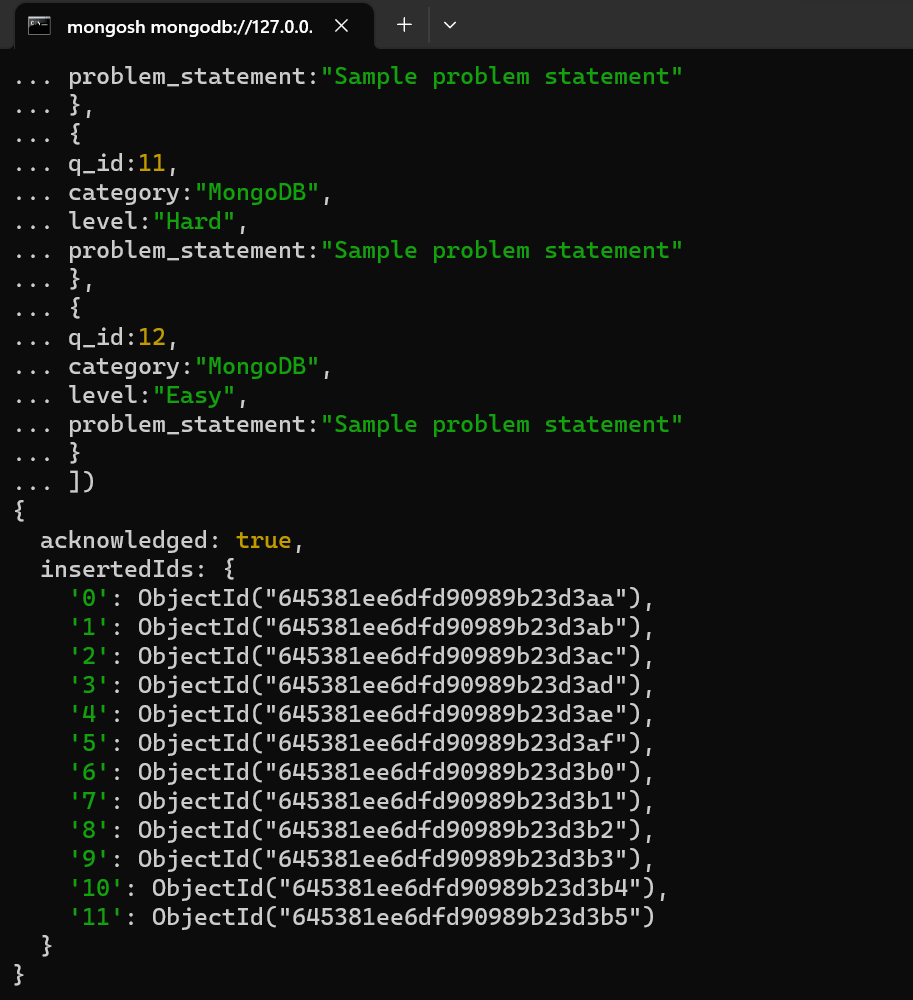 mongosh mongodb://127.0.0.
... problem_statement:"Sample problem statement"
... },
... {
... q_id:11,
... category:"MongoDB",
... level:"Hard",
... problem_statement:"Sample problem statement"
... },
... {
... q_id:12,
... category:"MongoDB",
... level:"Easy",
... problem_statement:"Sample problem statement"
... }
... ])
{
  acknowledged: true,
  insertedIds: {
    '0': ObjectId("645381ee6dfd90989b23d3aa"),
    '1': ObjectId("645381ee6dfd90989b23d3ab"),
    '2': ObjectId("645381ee6dfd90989b23d3ac"),
    '3': ObjectId("645381ee6dfd90989b23d3ad"),
    '4': ObjectId("645381ee6dfd90989b23d3ae"),
    '5': ObjectId("645381ee6dfd90989b23d3af"),
    '6': ObjectId("645381ee6dfd90989b23d3b0"),
    '7': ObjectId("645381ee6dfd90989b23d3b1"),
    '8': ObjectId("645381ee6dfd90989b23d3b2"),
    '9': ObjectId("645381ee6dfd90989b23d3b3"),
    '10': ObjectId("645381ee6dfd90989b23d3b4"),
    '11': ObjectId("645381ee6dfd90989b23d3b5")
  }
}